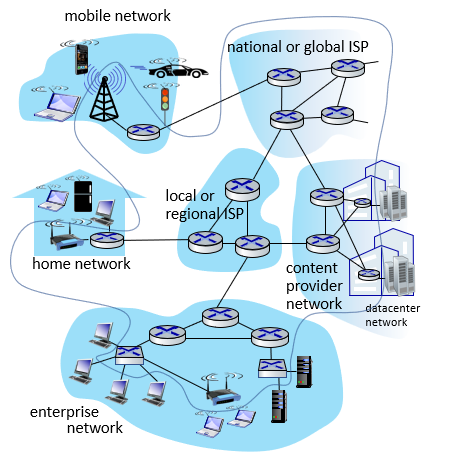 mobile network
national or global ISP
local or
regional ISP
home network
content
provider
network
datacenter
network
enterprise
network